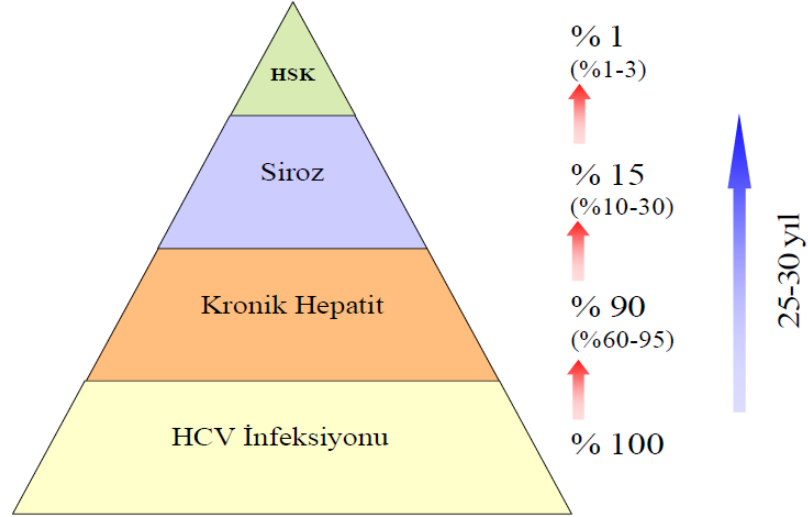 HSK
% 1
(%1-3)
Siroz
% 15
(%10-30)
Kronik Hepatit
% 90
(%60-95)
HCV İnfeksiyonu
% 100
25-30 yıl